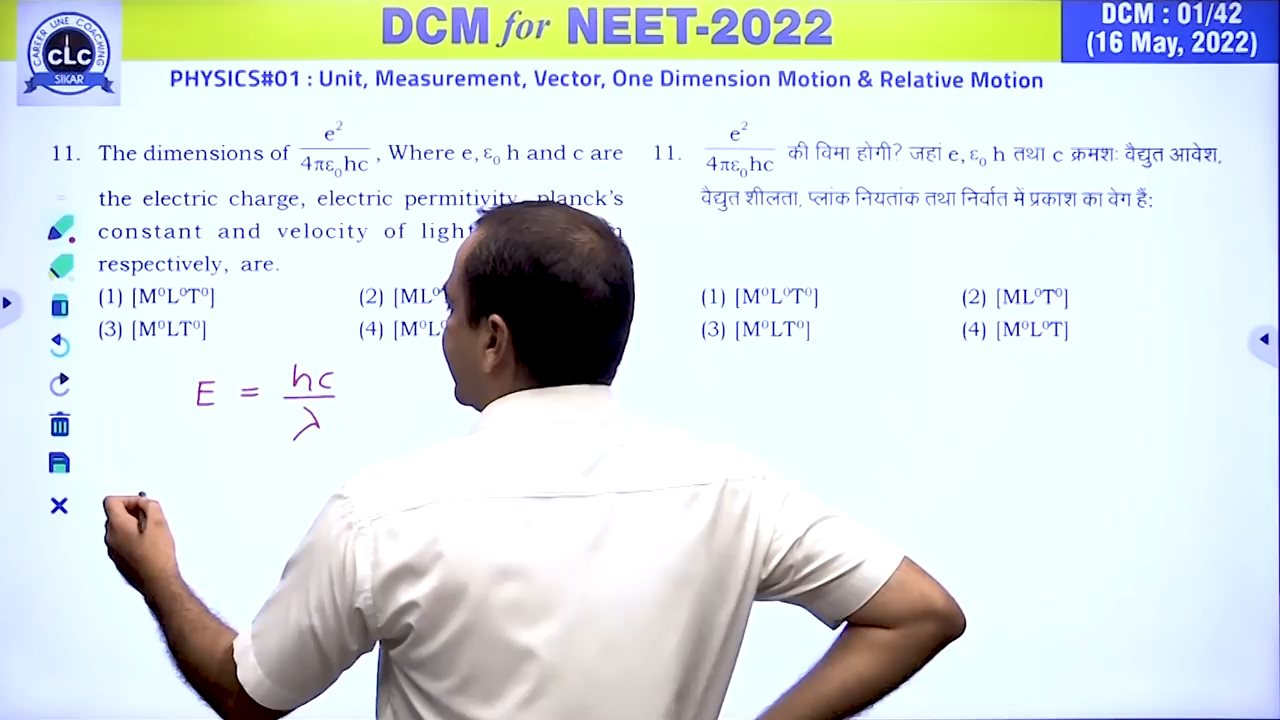 DCM for NEET-2022
DCM : 01/42
(16 May, 2022)
CAREER LINE COACHING
CLC
SIKAR
PHYSICS#01 : Unit, Measurement, Vector, One Dimension Motion & Relative Motion
11. The dimensions of e²/4πε₀hc , Where e, ε₀ h and c are
the electric charge, electric permitivity, planck's
constant and velocity of light
respectively, are.
(1) [M⁰L⁰T⁰] (2) [ML⁰
(3) [M⁰LT⁰] (4) [M⁰L⁰
E = hc/λ
11. e²/4πε₀hc की विमा होगी? जहां e, ε₀ h तथा c क्रमशः वैद्युत आवेश,
वैद्युत शीलता, प्लांक नियतांक तथा निर्वात में प्रकाश का वेग हैं:
(1) [M⁰L⁰T⁰] (2) [ML⁰T⁰]
(3) [M⁰LT⁰] (4) [M⁰L⁰T]